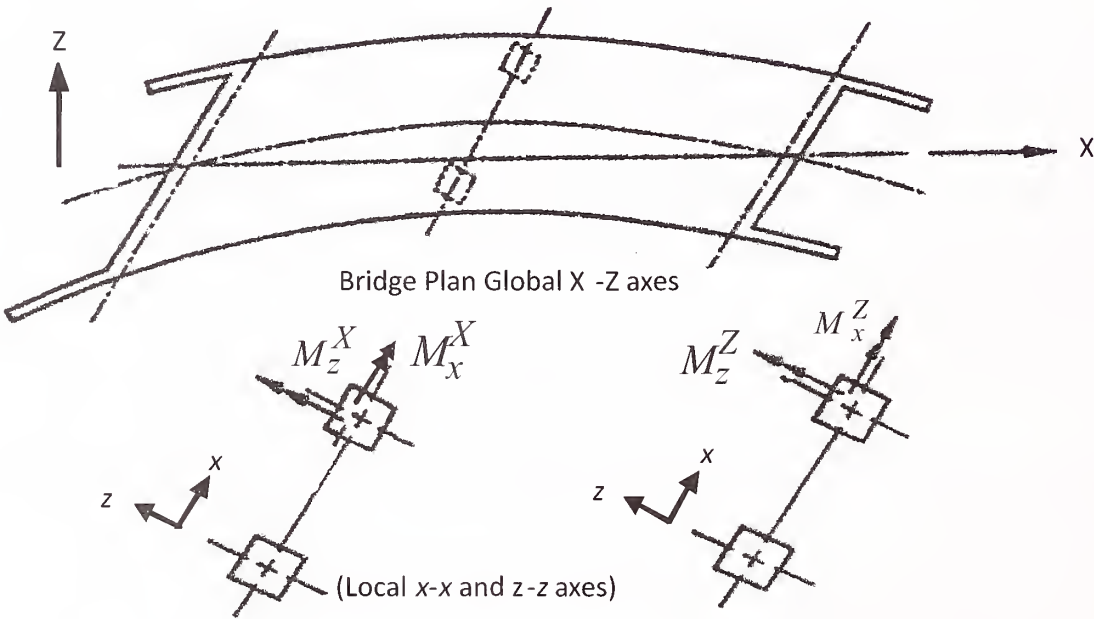 Z
X
Bridge Plan Global X -Z axes
M_z^X M_x^X
M_z^Z M_x^Z
x
z
x
z
(Local x-x and z-z axes)